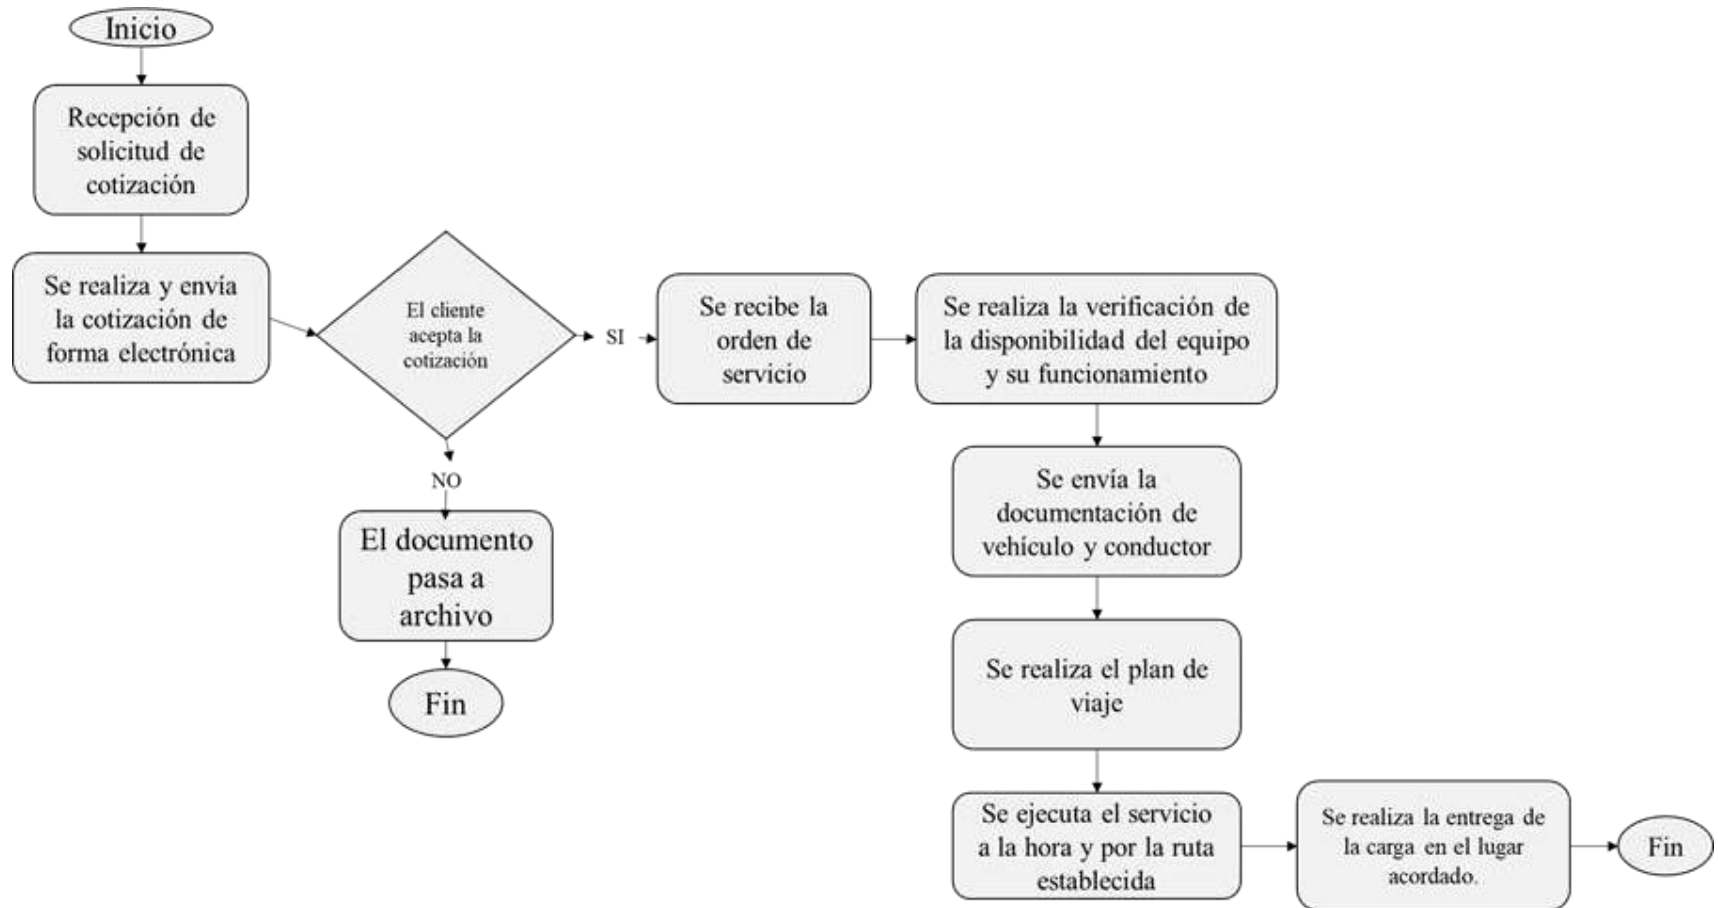 Inicio
Recepción de
solicitud de
cotización
Se realiza y envía
la cotización de
forma electrónica
El cliente
acepta la
cotización
SI
NO
El documento
pasa a
archivo
Fin
Se recibe la
orden de
servicio
Se realiza la verificación de
la disponibilidad del equipo
y su funcionamiento
Se envía la
documentación de
vehículo y conductor
Se realiza el plan de
viaje
Se ejecuta el servicio
a la hora y por la ruta
establecida
Se realiza la entrega de
la carga en el lugar
acordado.
Fin